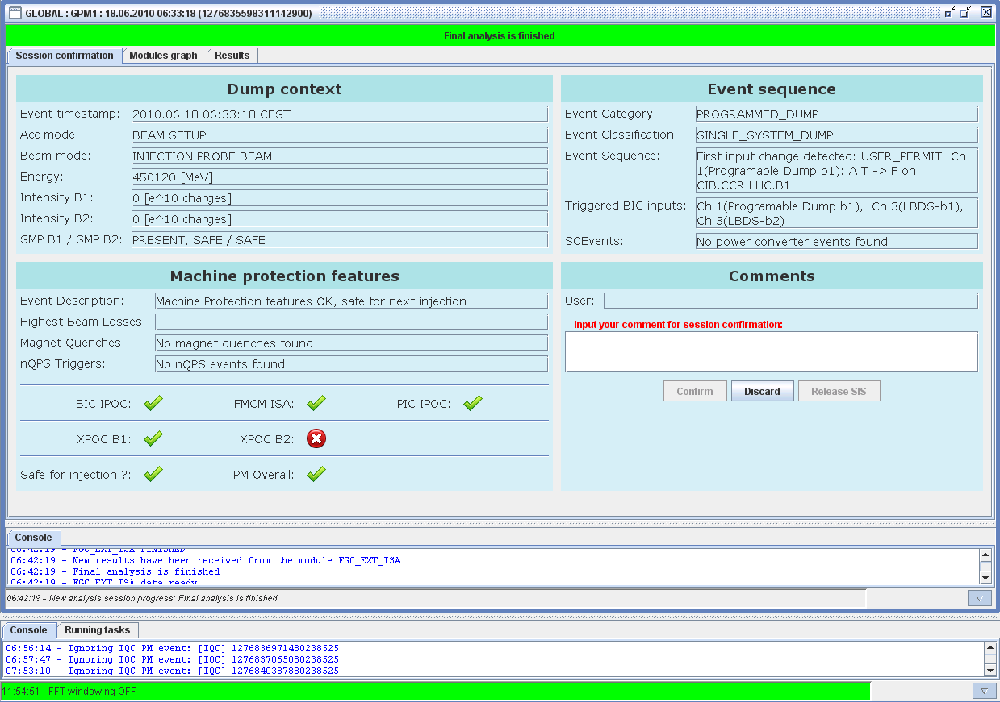 GLOBAL : GPM1 : 18.06.2010 06:33:18 (1276835598311142900)
Final analysis is finished
Session confirmation
Modules graph
Results
Dump context
Event timestamp: 2010.06.18 06:33:18 CEST
Acc mode: BEAM SETUP
Beam mode: INJECTION PROBE BEAM
Energy: 450120 [MeV]
Intensity B1: 0 [e^10 charges]
Intensity B2: 0 [e^10 charges]
SMP B1 / SMP B2: PRESENT, SAFE / SAFE
Event sequence
Event Category: PROGRAMMED_DUMP
Event Classification: SINGLE_SYSTEM_DUMP
Event Sequence: First input change detected: USER_PERMIT: Ch
1(Programable Dump b1): A T -> F on
CIB.CCR.LHC.B1
Triggered BIC inputs: Ch 1(Programable Dump b1), Ch 3(LBDS-b1),
Ch 3(LBDS-b2)
SCEvents: No power converter events found
Machine protection features
Event Description: Machine Protection features OK, safe for next injection
Highest Beam Losses:
Magnet Quenches: No magnet quenches found
nQPS Triggers: No nQPS events found
BIC IPOC: FMCM ISA: PIC IPOC:
XPOC B1: XPOC B2:
Safe for injection ?: PM Overall:
Comments
User:
Input your comment for session confirmation:
Confirm
Discard
Release SIS
Console
06:42:19 - FGC_EXT_ISA FINISHED
06:42:19 - New results have been received from the module FGC_EXT_ISA
06:42:19 - Final analysis is finished
06:42:19 - FGC_EXT_ISA data ready
06:42:19 - New analysis session progress: Final analysis is finished
Console
Running tasks
06:56:14 - Ignoring IQC PM event: [IQC] 1276836971480238525
06:57:47 - Ignoring IQC PM event: [IQC] 1276837065080238525
07:53:10 - Ignoring IQC PM event: [IQC] 1276840387880238525
11:54:51 - FFT windowing OFF